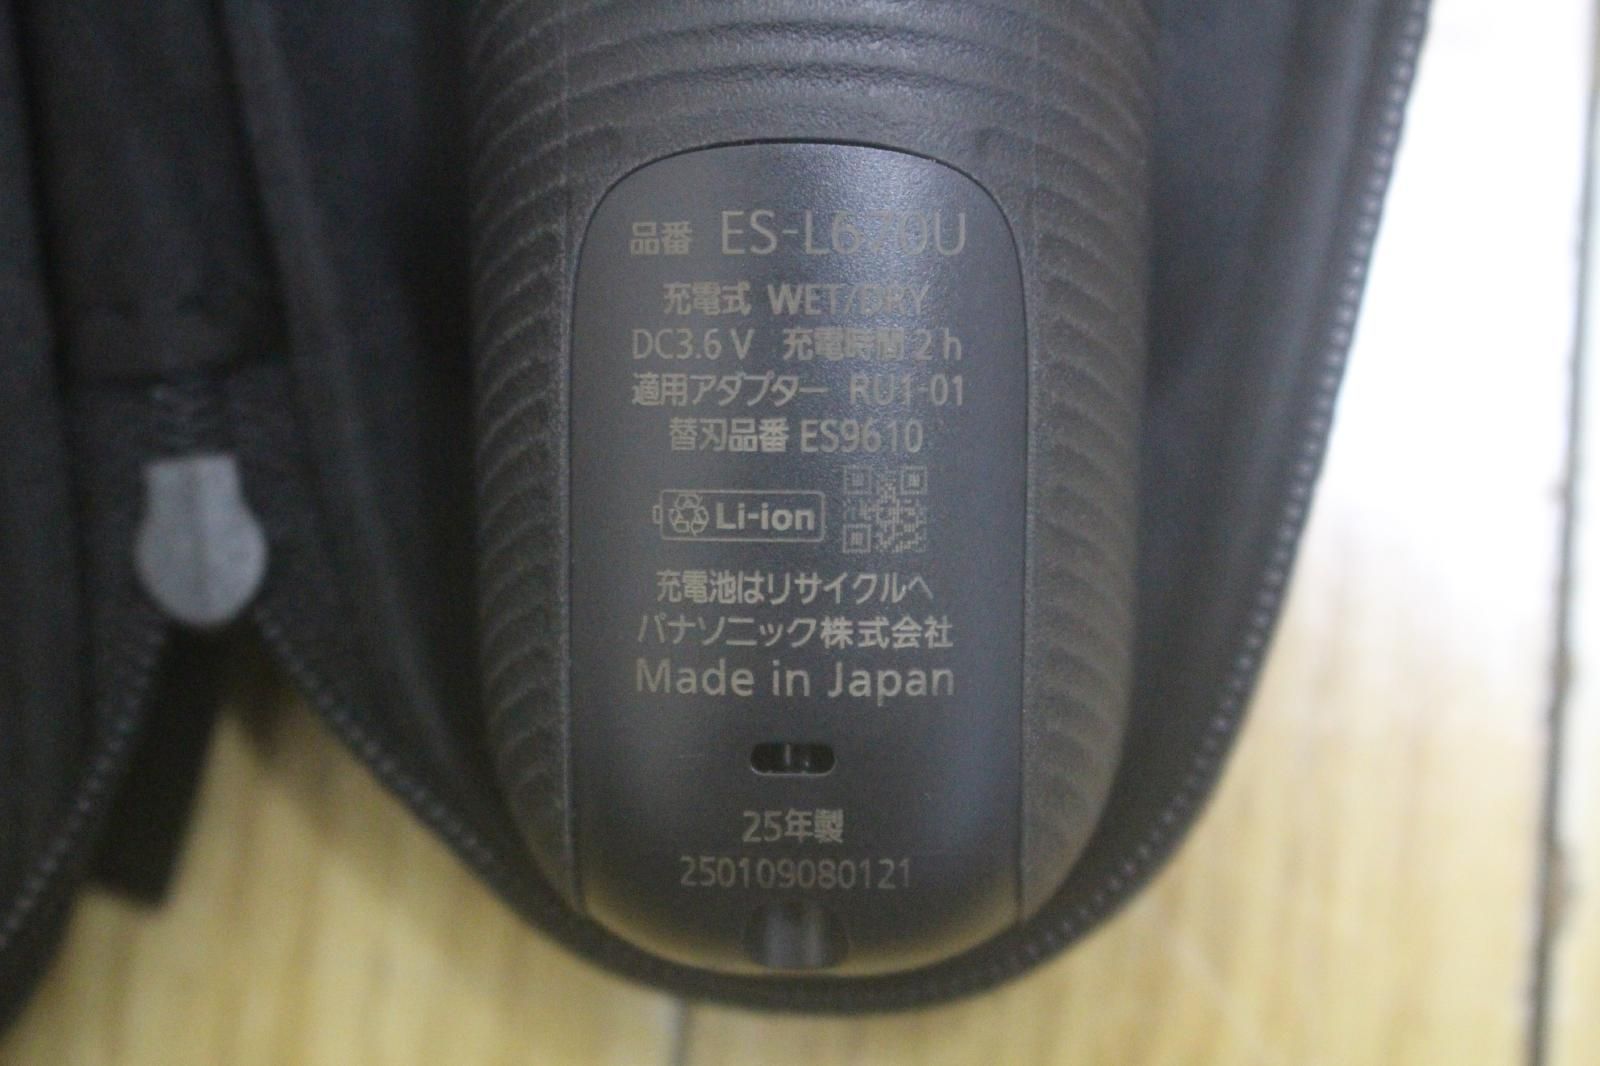 品番 ES-L670U
充電式 WET/DRY
DC3.6 V 充電時間 2 h
適用アダプター RU1-01
替刃品番 ES9610
Li-ion
充電池はリサイクルへ
パナソニック株式会社
Made in Japan
25年製
250109080121